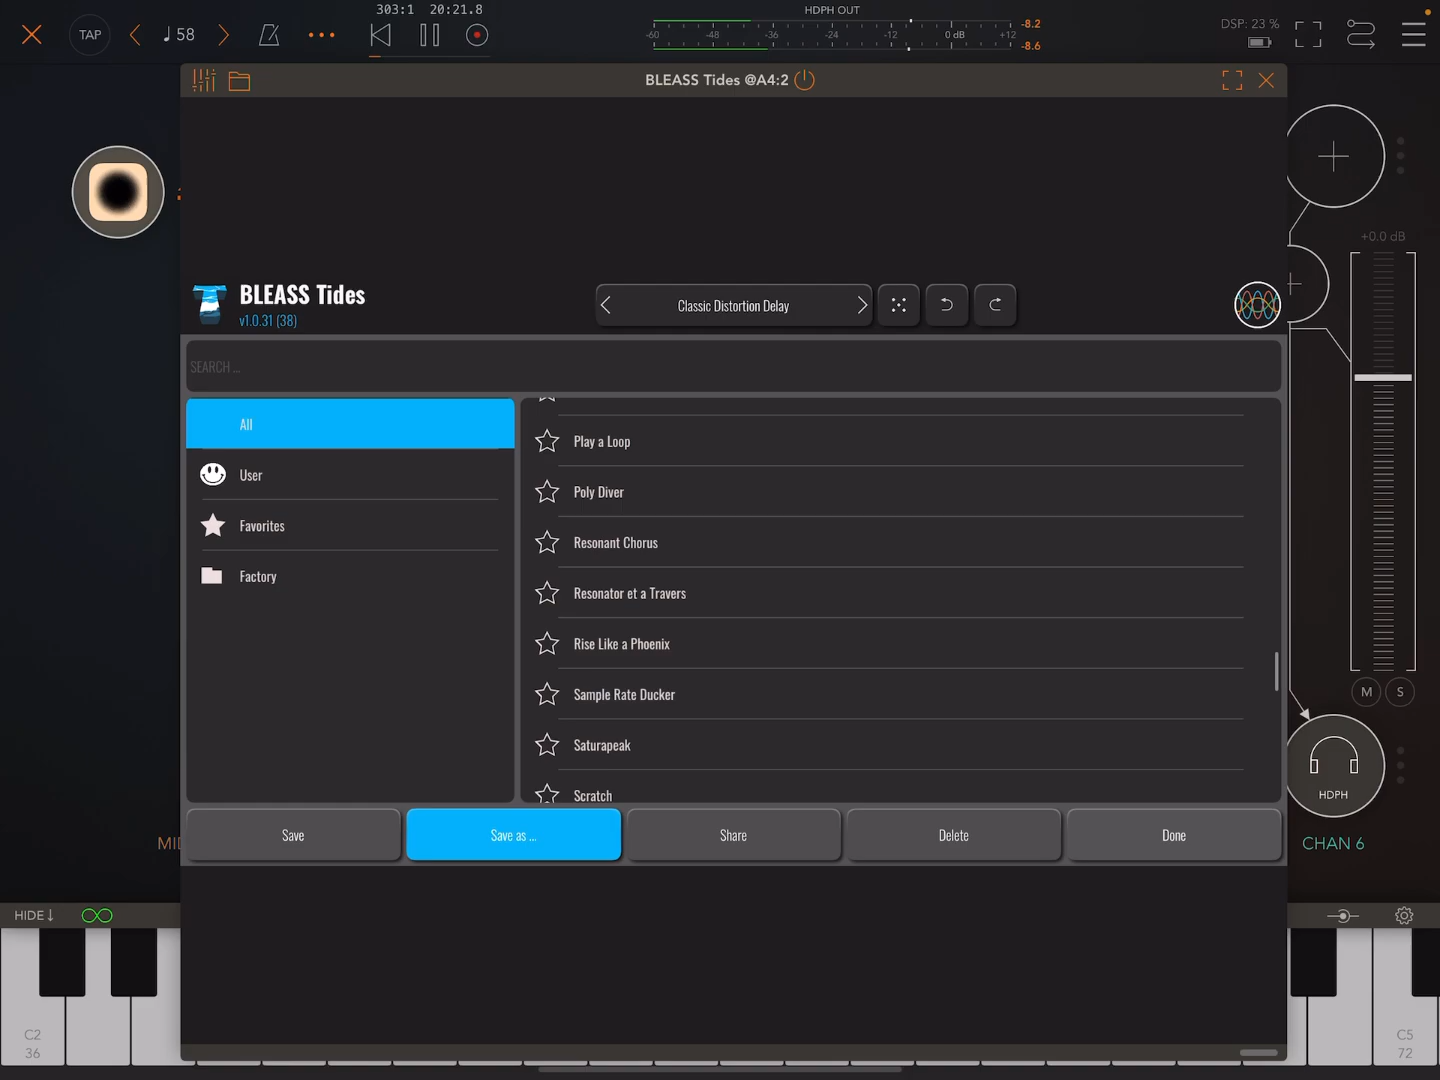 303:1 20:21.8
HDPH OUT
TAP
58
-60 -48 -36 -24 -12 0 dB +12
-8.2
-8.6
DSP: 23 %
BLEASS Tides @A4:2
+0.0 dB
BLEASS Tides
v1.0.31 (38)
Classic Distortion Delay
SEARCH ...
All
User
Favorites
Factory
Play a Loop
Poly Diver
Resonant Chorus
Resonator et a Travers
Rise Like a Phoenix
Sample Rate Ducker
Saturapeak
Scratch
M S
HDPH
Save
Save as ...
Share
Delete
Done
CHAN 6
HIDE↓
C2
36
C5
72